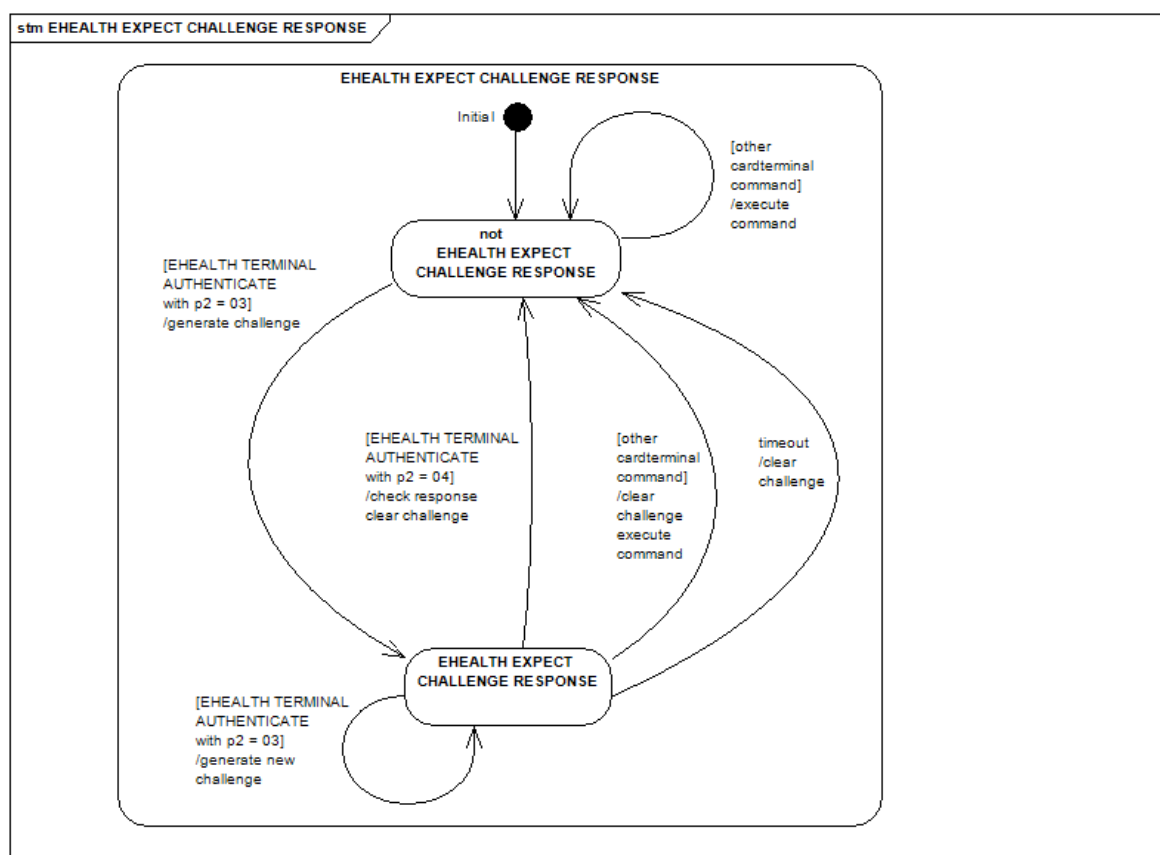 stm EHEALTH EXPECT CHALLENGE RESPONSE
EHEALTH EXPECT CHALLENGE RESPONSE
Initial
[other
cardterminal
command]
/execute
command
not
EHEALTH EXPECT
CHALLENGE RESPONSE
[EHEALTH TERMINAL
AUTHENTICATE
with p2 = 03]
/generate challenge
[EHEALTH TERMINAL
AUTHENTICATE
with p2 = 04]
/check response
clear challenge
[other
cardterminal
command]
/clear
challenge
execute
command
timeout
/clear
challenge
EHEALTH EXPECT
CHALLENGE RESPONSE
[EHEALTH TERMINAL
AUTHENTICATE
with p2 = 03]
/generate new
challenge